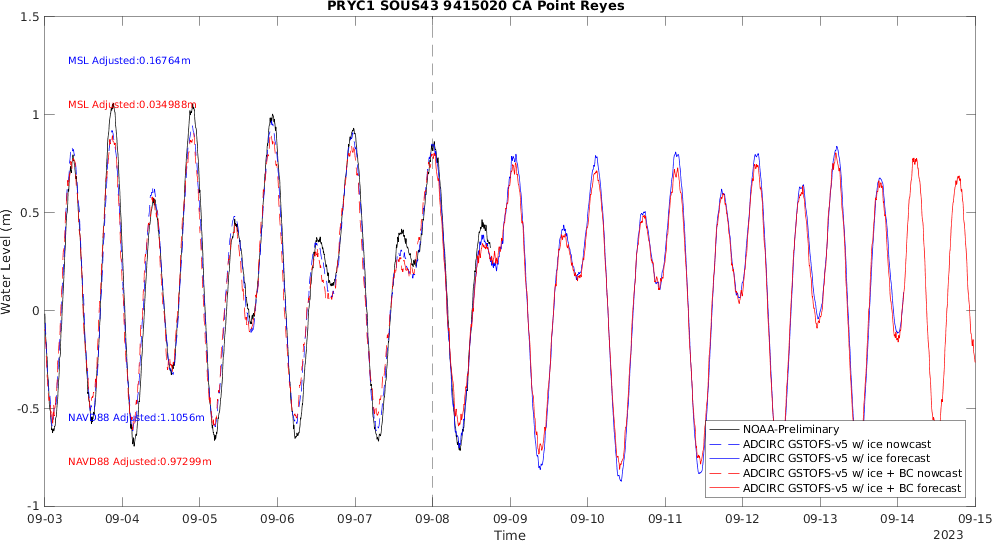 PRYC1 SOUS43 9415020 CA Point Reyes
1.5
1
0.5
0
-0.5
-1
Water Level (m)
MSL Adjusted:0.16764m
MSL Adjusted:0.034988m
NAVD88 Adjusted:1.1056m
NAVD88 Adjusted:0.97299m
NOAA-Preliminary
ADCIRC GSTOFS-v5 w/ ice nowcast
ADCIRC GSTOFS-v5 w/ ice forecast
ADCIRC GSTOFS-v5 w/ ice + BC nowcast
ADCIRC GSTOFS-v5 w/ ice + BC forecast
09-03 09-04 09-05 09-06 09-07 09-08 09-09 09-10 09-11 09-12 09-13 09-14 09-15
Time
2023